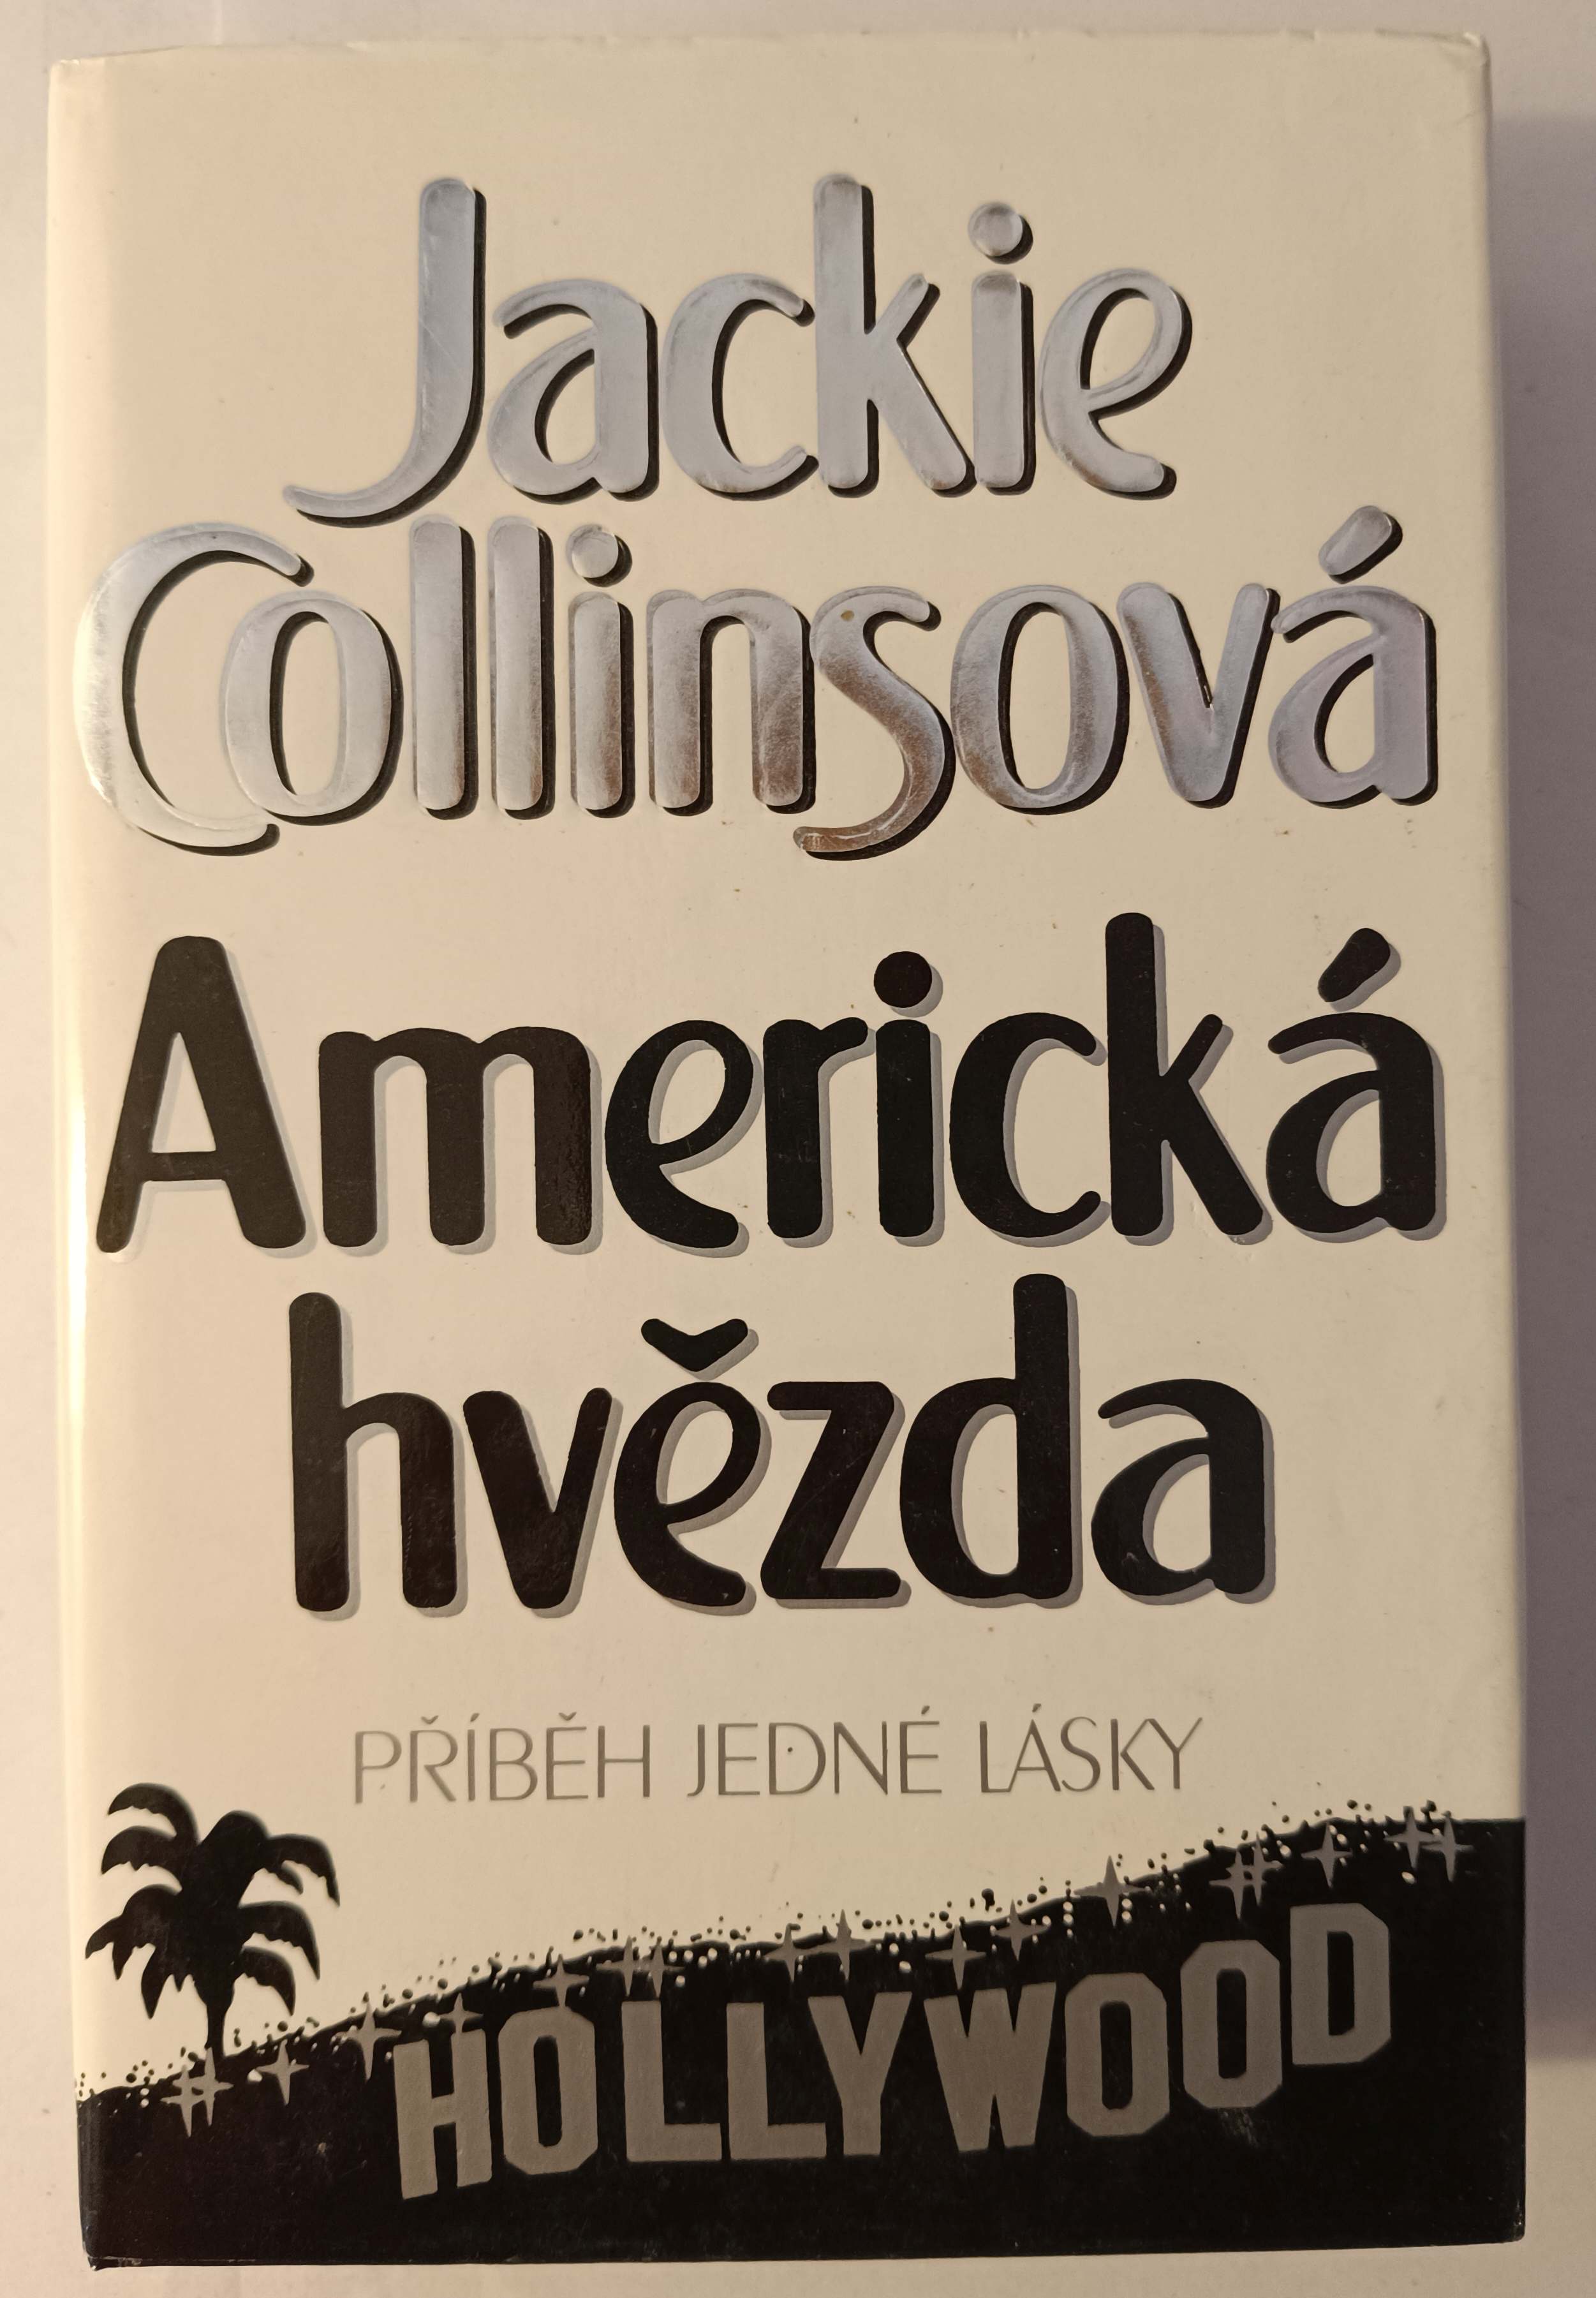 Jackie
Collinsová
Americká
hvězda
PŘÍBĚH JEDNÉ LÁSKY
HOLLYWOOD